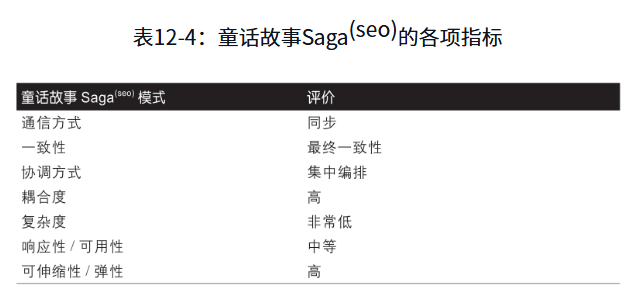 表12-4：童话故事Saga(seo)的各项指标
童话故事 Saga(seo) 模式 评价
通信方式 同步
一致性 最终一致性
协调方式 集中编排
耦合度 高
复杂度 非常低
响应性 / 可用性 中等
可伸缩性 / 弹性 高